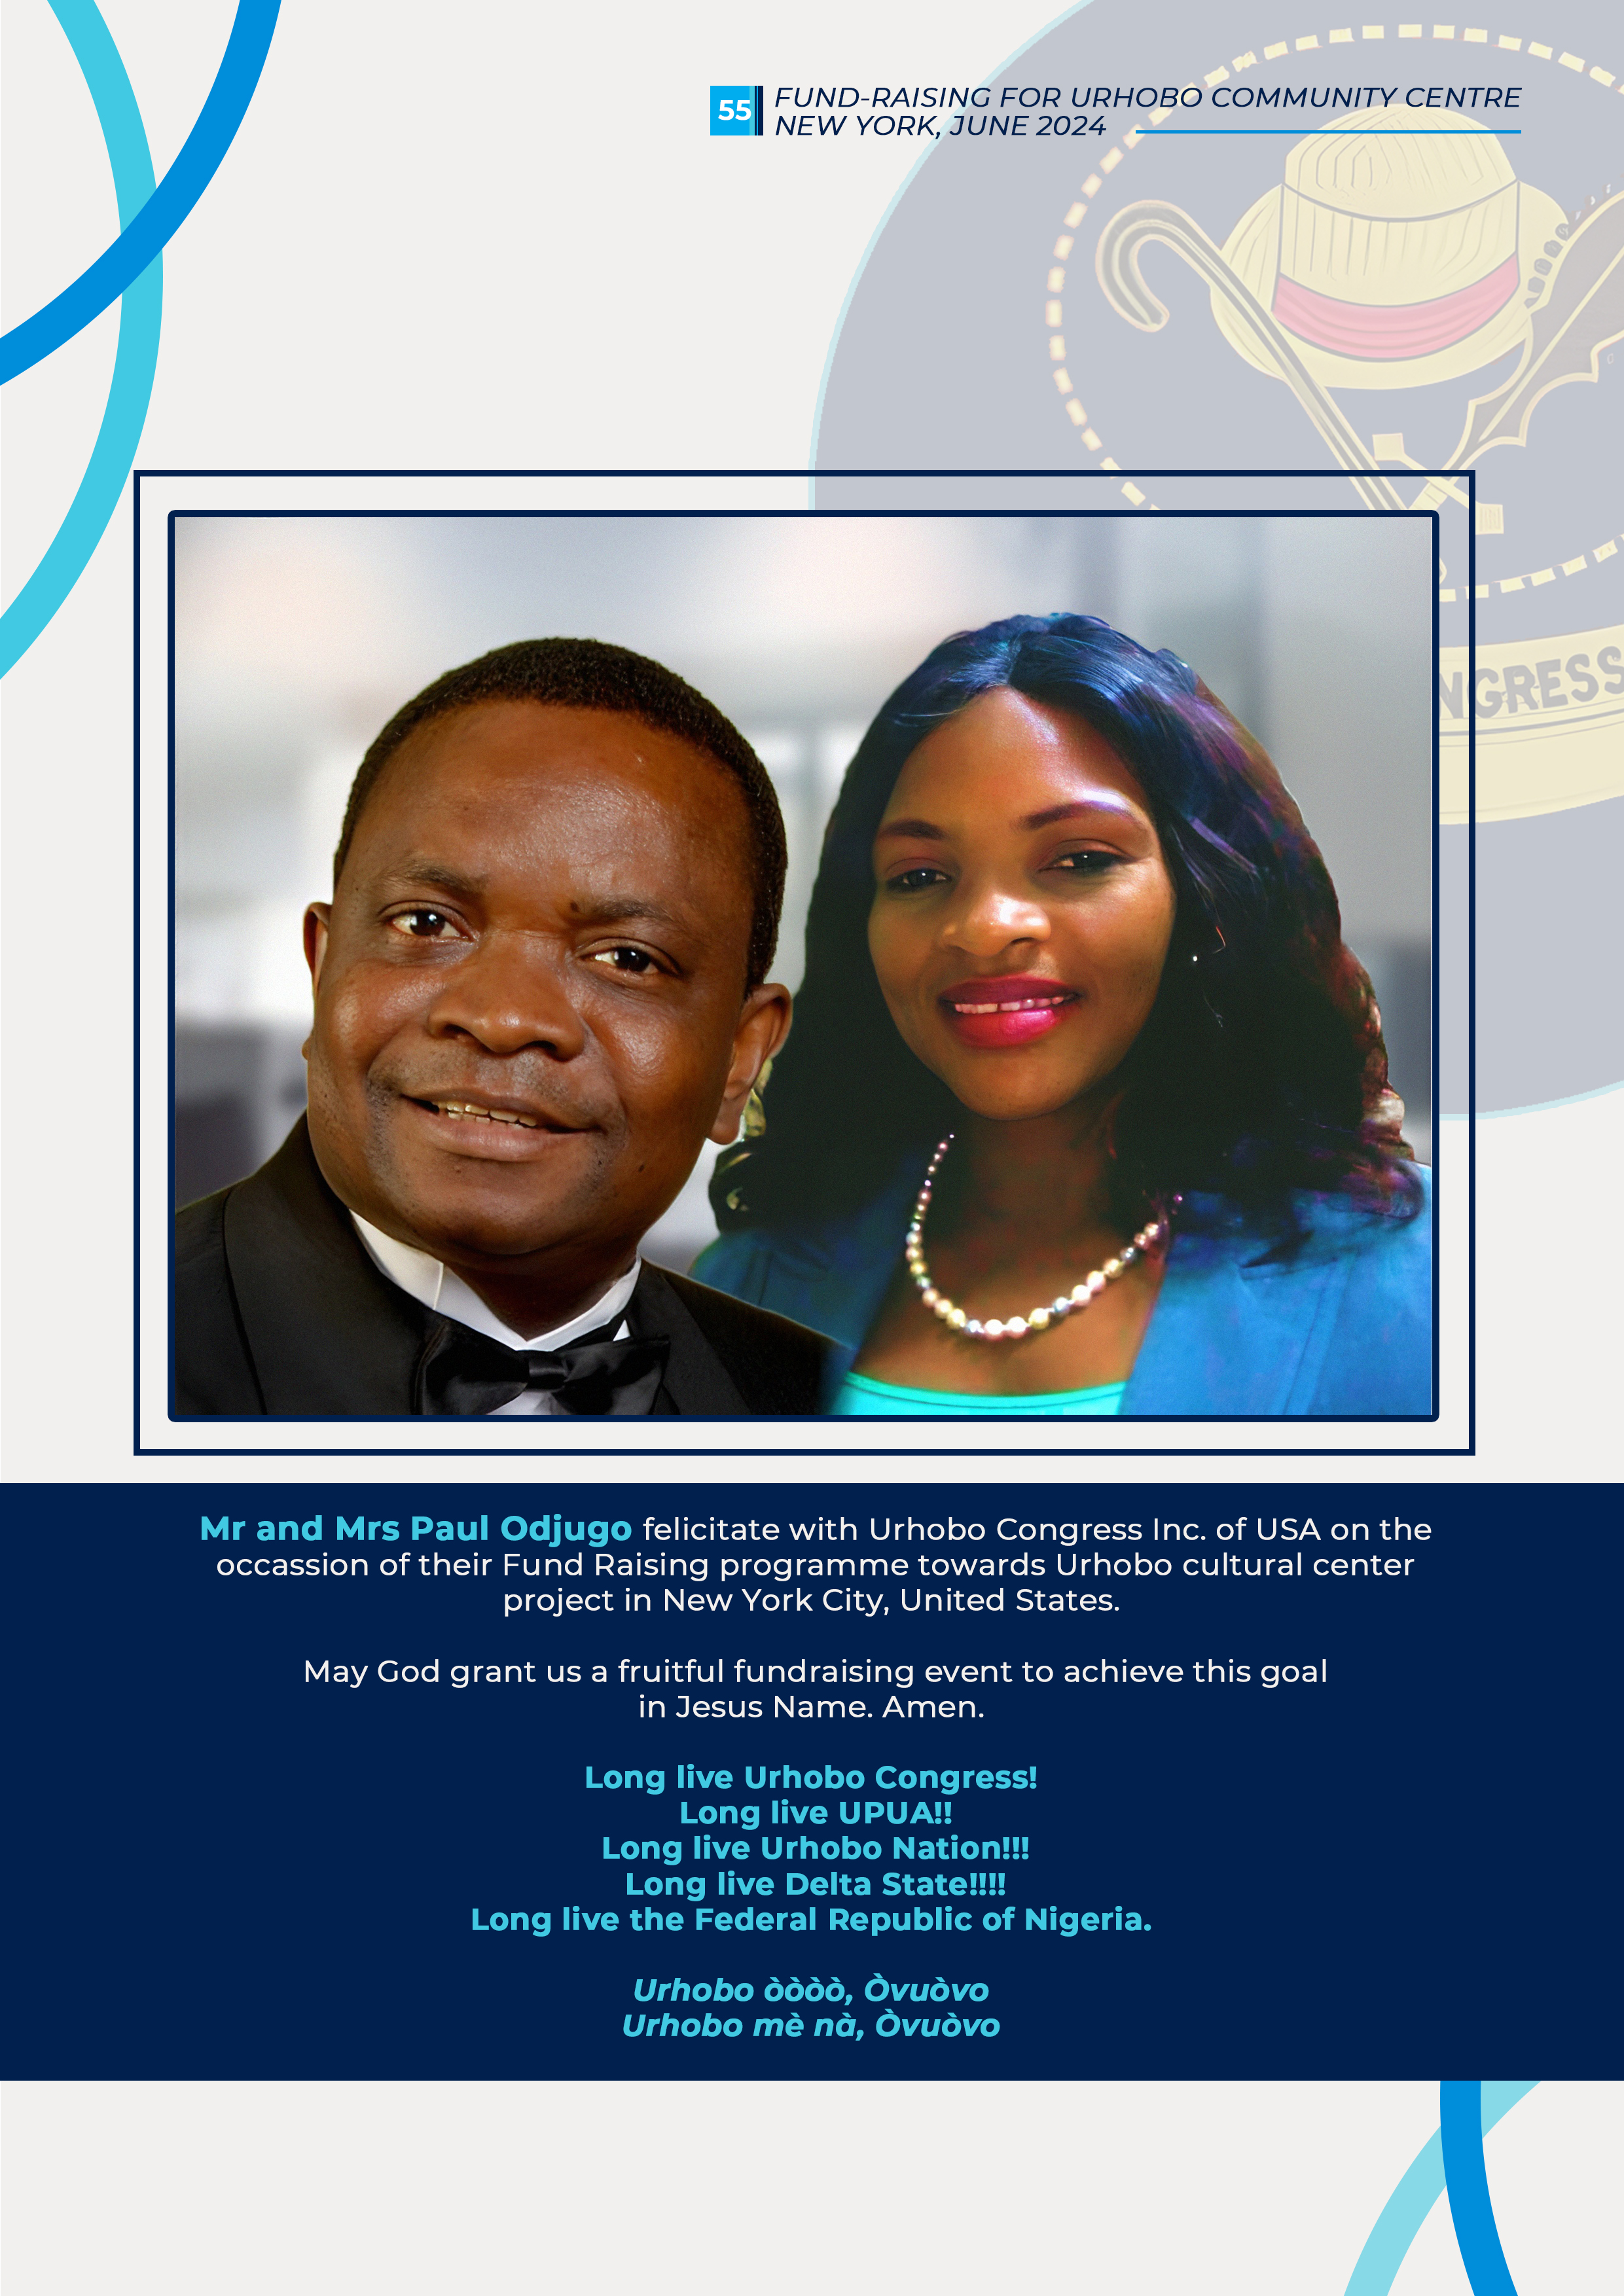 55
FUND-RAISING FOR URHOBO COMMUNITY CENTRE
NEW YORK, JUNE 2024
NGRESS
Mr and Mrs Paul Odjugo felicitate with Urhobo Congress Inc. of USA on the
occassion of their Fund Raising programme towards Urhobo cultural center
project in New York City, United States.
May God grant us a fruitful fundraising event to achieve this goal
in Jesus Name. Amen.
Long live Urhobo Congress!
Long live UPUA!!
Long live Urhobo Nation!!!
Long live Delta State!!!!
Long live the Federal Republic of Nigeria.
Urhobo òòòò, Òvuòvo
Urhobo mè nà, Òvuòvo